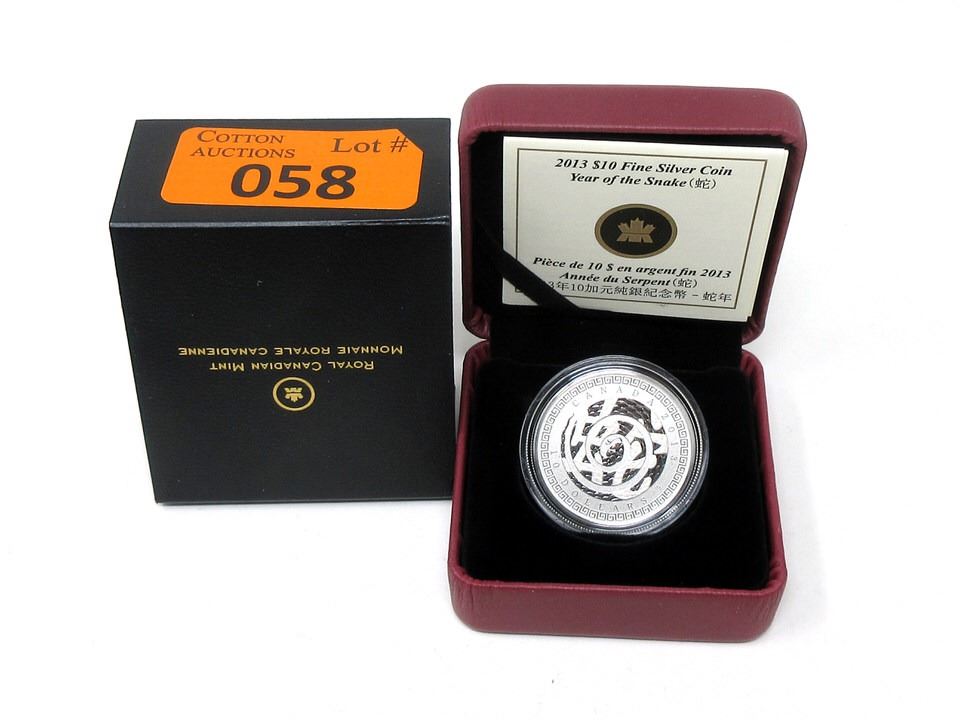 COTTON
AUCTIONS
Lot #
058
ROYAL CANADIAN MINT
MONNAIE ROYALE CANADIENNE
2013 $10 Fine Silver Coin
Year of the Snake (蛇)
Pièce de 10 $ en argent fin 2013
Année du Serpent (蛇)
3年10加元純銀紀念幣 - 蛇年
CANADA 2013
10 DOLLARS